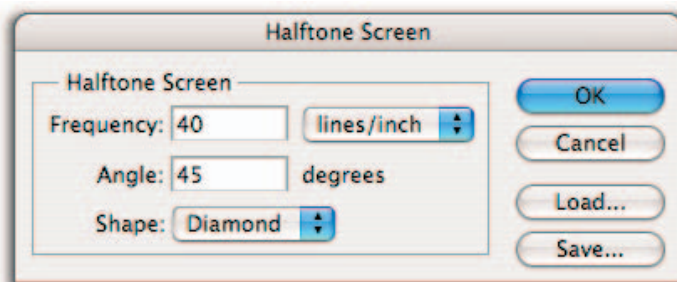 Halftone Screen
Halftone Screen
Frequency: 40 lines/inch
Angle: 45 degrees
Shape: Diamond
OK
Cancel
Load...
Save...